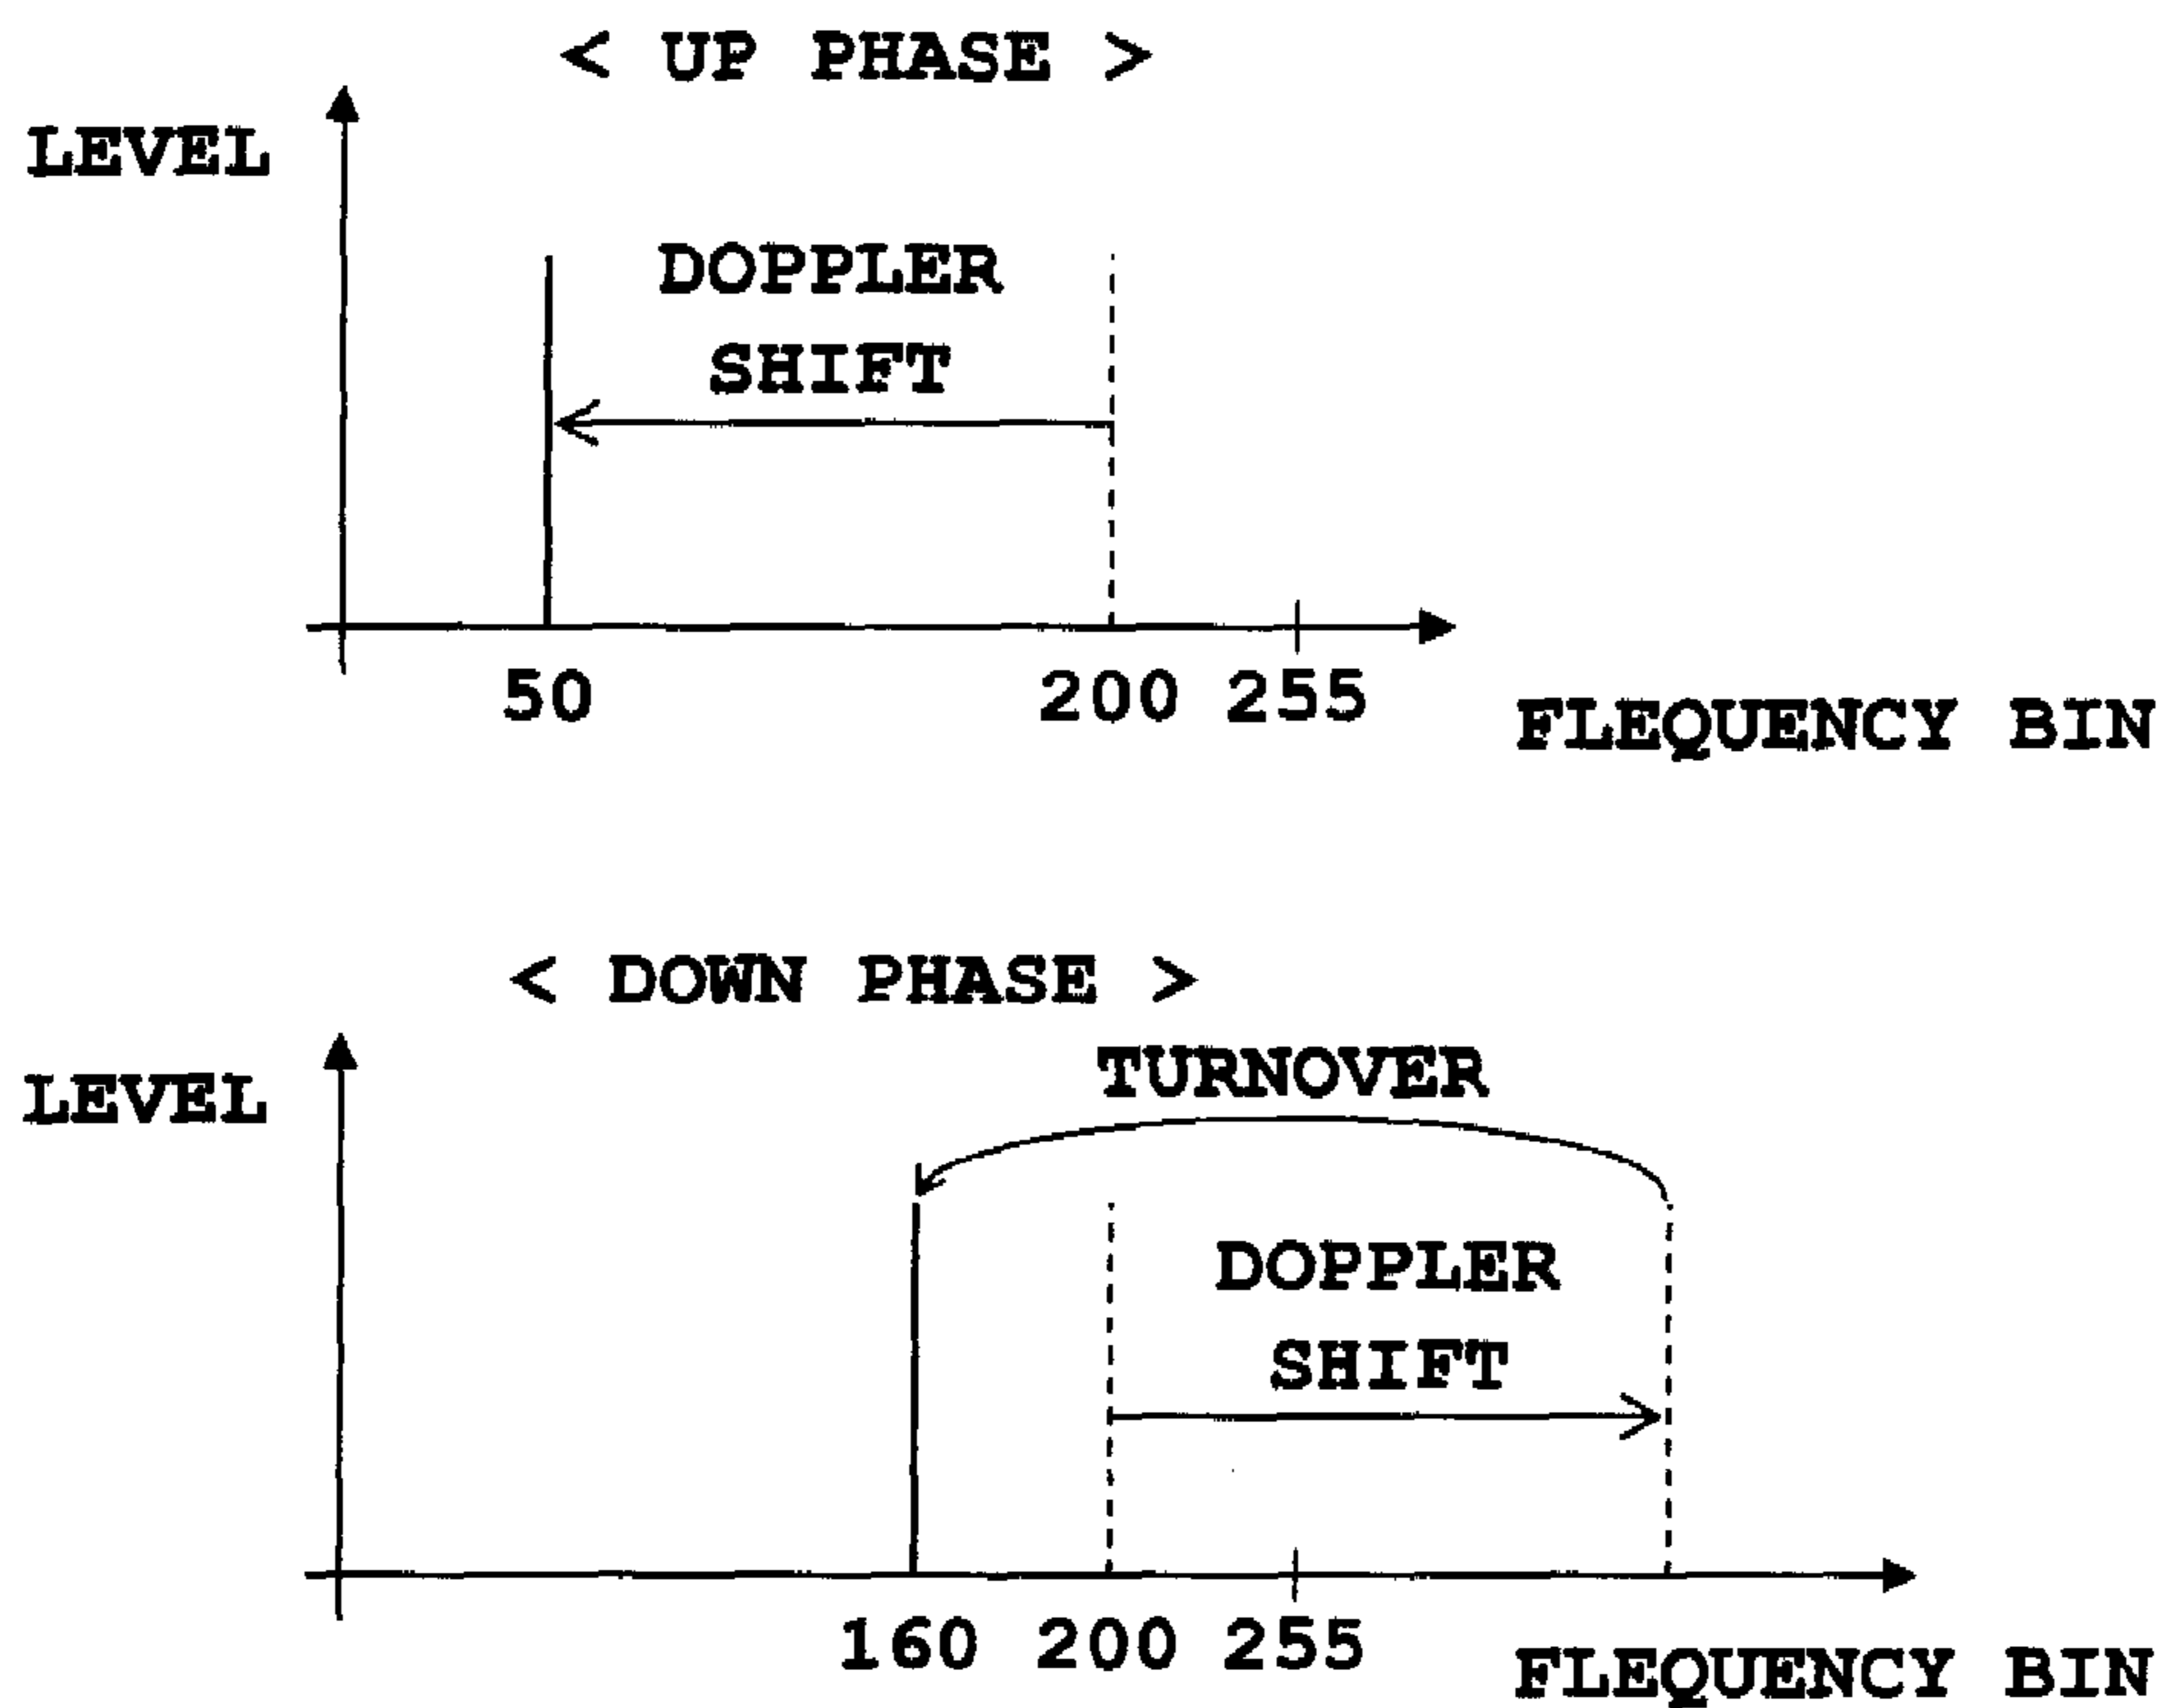 < UP PHASE >
LEVEL
DOPPLER
SHIFT
50 200 255
FLEQUENCY BIN
< DOWN PHASE >
TURNOVER
LEVEL
DOPPLER
SHIFT
160 200 255
FLEQUENCY BIN